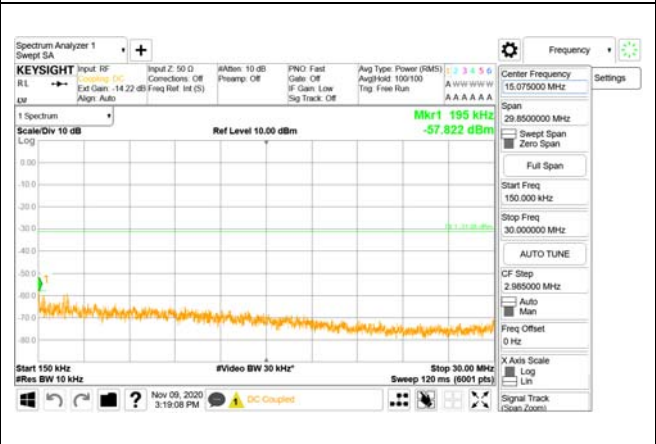 Spectrum Analyzer 1
Swept SA
Frequency
KEYSIGHT
RL
Input: RF
Coupling: DC
Ext Gain: -14.22 dB
Align: Auto
Input Z: 50 Ω
Corrections: Off
Freq Ref: Int (S)
#Atten: 10 dB
Preamp: Off
PNO: Fast
Gate: Off
IF Gain: Low
Sig Track: Off
Avg Type: Power (RMS)
Avg|Hold: 100/100
Trig: Free Run
1 2 3 4 5 6
A W W W W W
A A A A A A
1 Spectrum
Scale/Div 10 dB
Log
Ref Level 10.00 dBm
Mkr1 195 kHz
-57.822 dBm
0.00
-10.0
-20.0
-30.0
-40.0
-50.0
-60.0
-70.0
-80.0
1
Start 150 kHz
#Res BW 10 kHz
#Video BW 30 kHz*
Stop 30.00 MHz
Sweep 120 ms (6001 pts)
Nov 09, 2020
3:19:08 PM
DC Coupled
Center Frequency
15.075000 MHz
Settings
Span
29.8500000 MHz
Swept Span
Zero Span
Full Span
Start Freq
150.000 kHz
Stop Freq
30.000000 MHz
AUTO TUNE
CF Step
2.985000 MHz
Auto
Man
Freq Offset
0 Hz
X Axis Scale
Log
Lin
Signal Track
(Span Zoom)